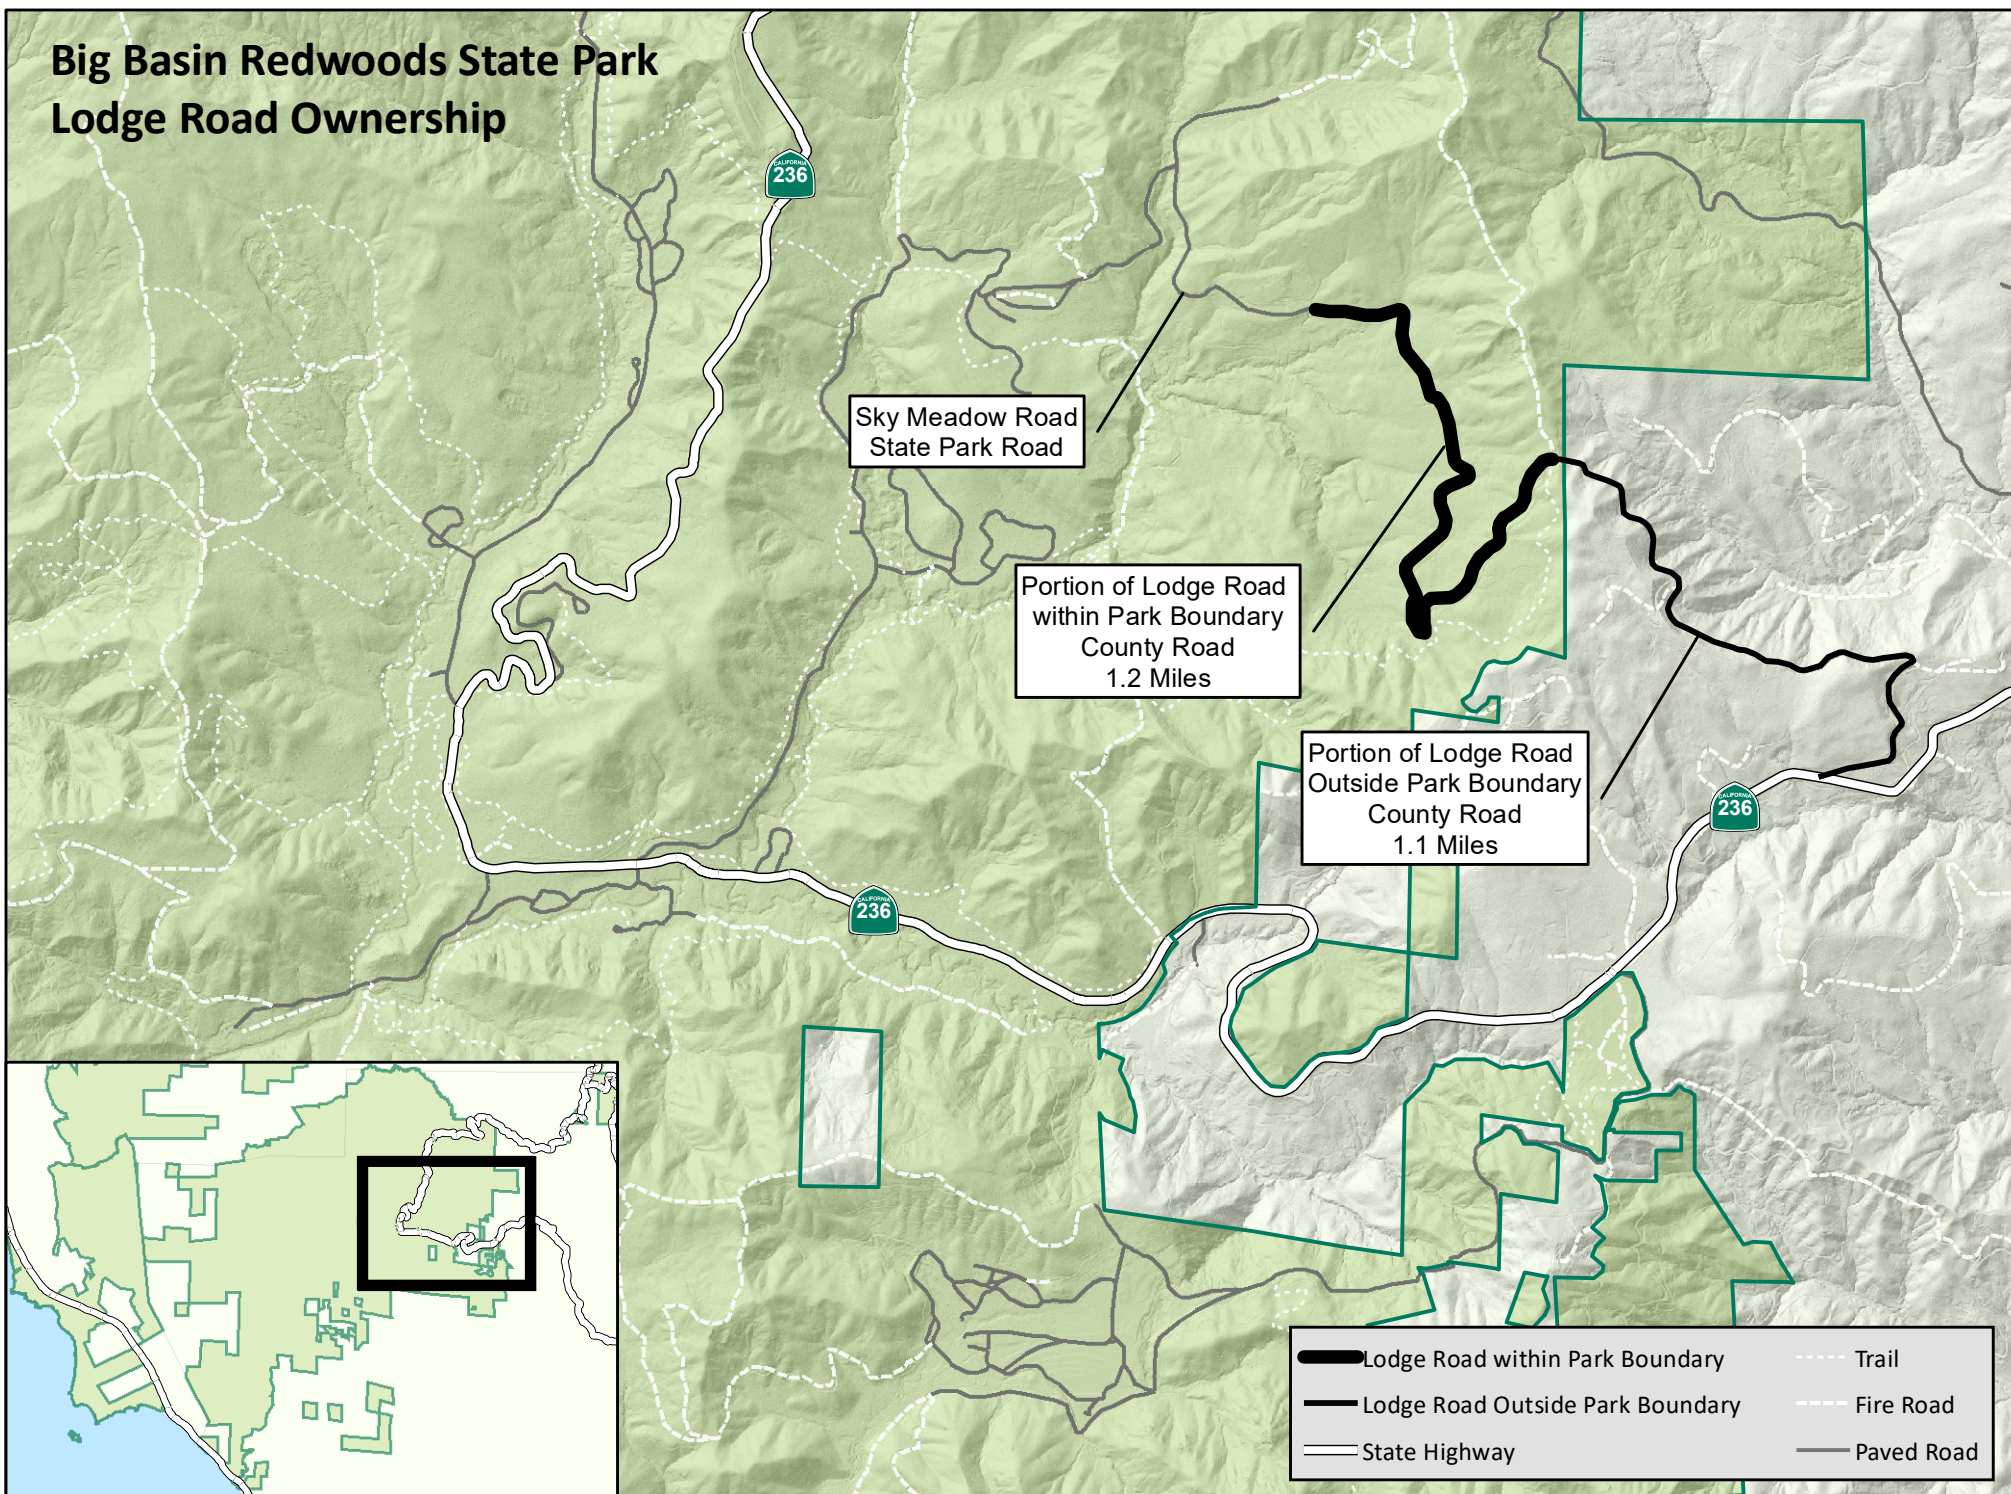 Big Basin Redwoods State Park
Lodge Road Ownership
CALIFORNIA
236
Sky Meadow Road
State Park Road
Portion of Lodge Road
within Park Boundary
County Road
1.2 Miles
Portion of Lodge Road
Outside Park Boundary
County Road
1.1 Miles
CALIFORNIA
236
CALIFORNIA
236
Lodge Road within Park Boundary
Lodge Road Outside Park Boundary
State Highway
Trail
Fire Road
Paved Road